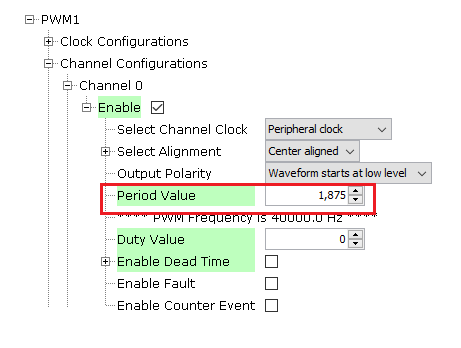 PWM1
Clock Configurations
Channel Configurations
Channel 0
Enable
Select Channel Clock Peripheral clock
Select Alignment Center aligned
Output Polarity Waveform starts at low level
Period Value 1,875
**** PWM Frequency is 40000.0 Hz ****
Duty Value 0
Enable Dead Time
Enable Fault
Enable Counter Event